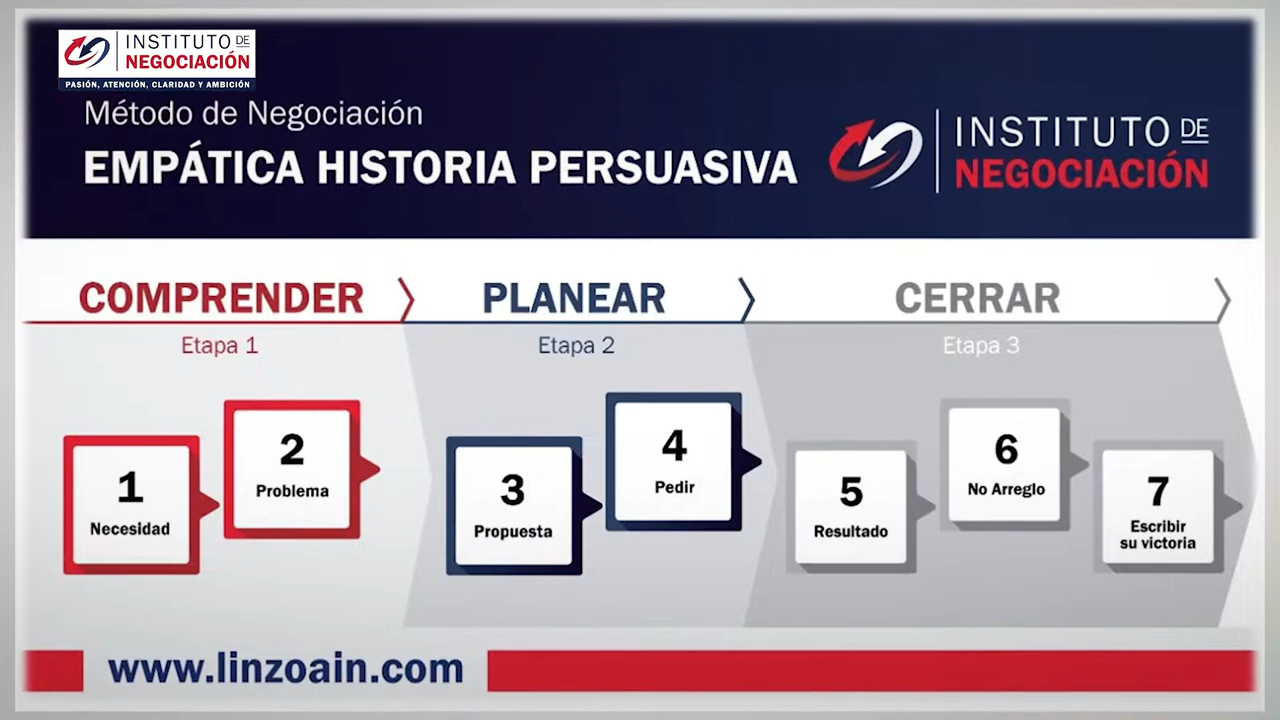 INSTITUTO DE
NEGOCIACIÓN
PASIÓN, ATENCIÓN, CLARIDAD Y AMBICIÓN
Método de Negociación
EMPÁTICA HISTORIA PERSUASIVA
INSTITUTO DE
NEGOCIACIÓN
COMPRENDER
PLANEAR
CERRAR
Etapa 1
Etapa 2
Etapa 3
1
Necesidad
2
Problema
3
Propuesta
4
Pedir
5
Resultado
6
No Arreglo
7
Escribir
su victoria
www.linzoain.com